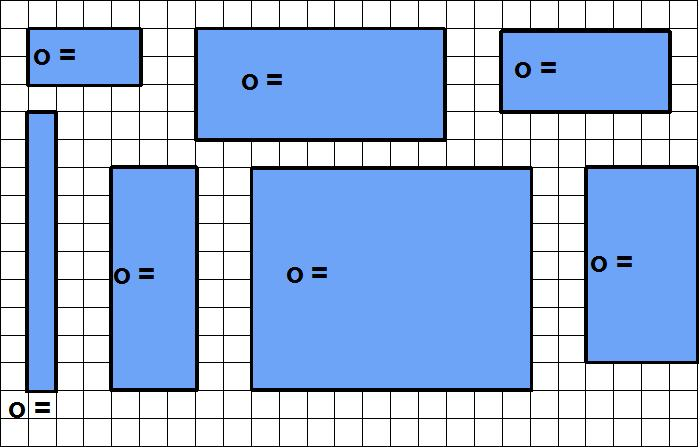 o =
o =
o =
o =
o =
o =
o =